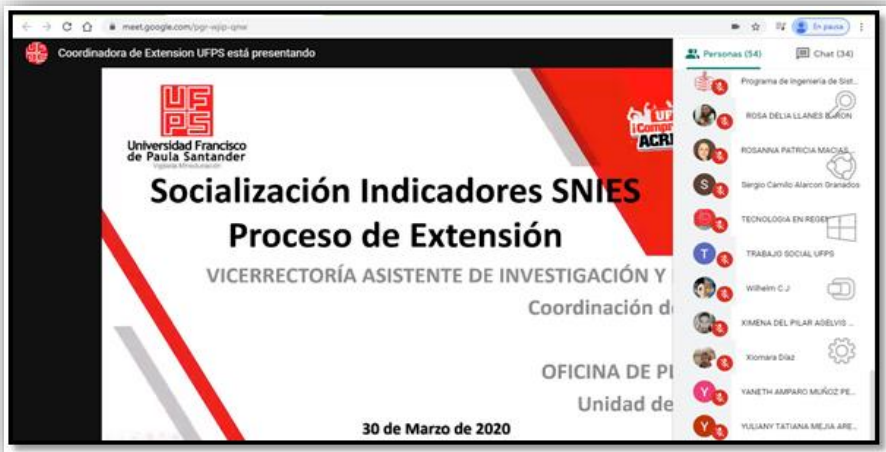 meet.google.com/pgr-wjip-qnw
En pausa
Coordinadora de Extension UFPS está presentando
Personas (54)
Chat (34)
UFPS
Universidad Francisco
de Paula Santander
Vigilada Mineducación
Socialización Indicadores SNIES
Proceso de Extensión
VICERRECTORÍA ASISTENTE DE INVESTIGACIÓN Y
Coordinación d
OFICINA DE
Unidad de
30 de Marzo de 2020
Programa de Ingeniería de Sist...
ROSA DELIA LLANES
ROSANNA PATRICIA MACIAS...
S
Sergio Camilo Alarcon Granados
TECNOLOGIA EN
T
TRABAJO SOCIAL UFPS
Wilhelm C J
XIMENA DEL PILAR AGELVIS ...
Xiomara Díaz
Y
YANETH AMPARO MUÑOZ PE...
Y
YULIANY TATIANA MEJIA ARE...